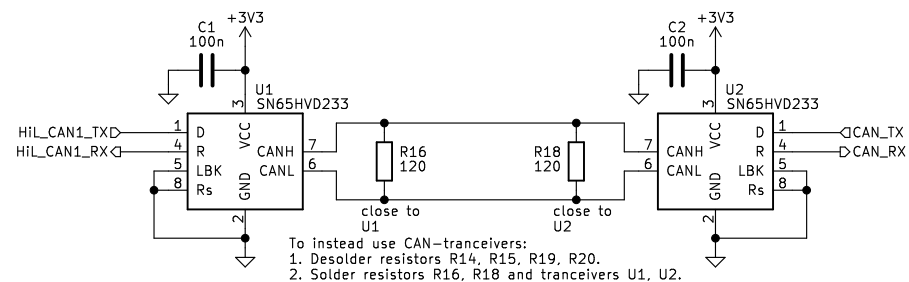 C1
100n
+3V3
U1
SN65HVD233
HiL_CAN1_TX
HiL_CAN1_RX
1
4
5
8
D
R
LBK
Rs
3
VCC
GND
2
CANH
CANL
7
6
R16
120
close to
U1
R18
120
close to
U2
C2
100n
+3V3
U2
SN65HVD233
7
6
CANH
CANL
3
VCC
GND
2
D
R
LBK
Rs
1
4
5
8
CAN_TX
CAN_RX
To instead use CAN-tranceivers:
1. Desolder resistors R14, R15, R19, R20.
2. Solder resistors R16, R18 and tranceivers U1, U2.